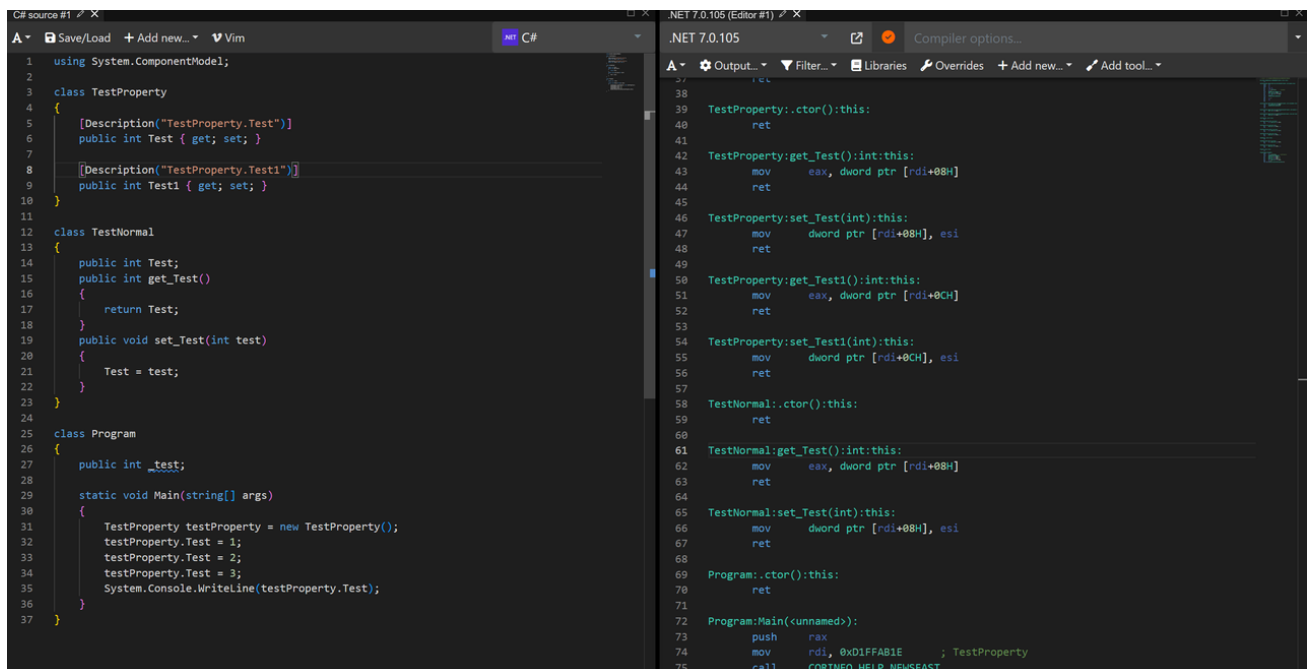 C# source #1
A Save/Load + Add new... Vim .NET C#
1 using System.ComponentModel;
2
3 class TestProperty
4 {
5 [Description("TestProperty.Test")]
6 public int Test { get; set; }
7
8 [Description("TestProperty.Test1")]
9 public int Test1 { get; set; }
10 }
11
12 class TestNormal
13 {
14 public int Test;
15 public int get_Test()
16 {
17 return Test;
18 }
19 public void set_Test(int test)
20 {
21 Test = test;
22 }
23 }
24
25 class Program
26 {
27 public int _test;
28
29 static void Main(string[] args)
30 {
31 TestProperty testProperty = new TestProperty();
32 testProperty.Test = 1;
33 testProperty.Test = 2;
34 testProperty.Test = 3;
35 System.Console.WriteLine(testProperty.Test);
36 }
37 }
.NET 7.0.105 (Editor #1)
.NET 7.0.105 Compiler options...
A Output... Filter... Libraries Overrides + Add new... Add tool...
37 ret
38
39 TestProperty:.ctor():this:
40 ret
41
42 TestProperty:get_Test():int:this:
43 mov eax, dword ptr [rdi+08H]
44 ret
45
46 TestProperty:set_Test(int):this:
47 mov dword ptr [rdi+08H], esi
48 ret
49
50 TestProperty:get_Test1():int:this:
51 mov eax, dword ptr [rdi+0CH]
52 ret
53
54 TestProperty:set_Test1(int):this:
55 mov dword ptr [rdi+0CH], esi
56 ret
57
58 TestNormal:.ctor():this:
59 ret
60
61 TestNormal:get_Test():int:this:
62 mov eax, dword ptr [rdi+08H]
63 ret
64
65 TestNormal:set_Test(int):this:
66 mov dword ptr [rdi+08H], esi
67 ret
68
69 Program:.ctor():this:
70 ret
71
72 Program:Main(<unnamed>):
73 push rax
74 mov rdi, 0xD1FFAB1E ; TestProperty
75 call CORINFO_HELP_NEWSFAST